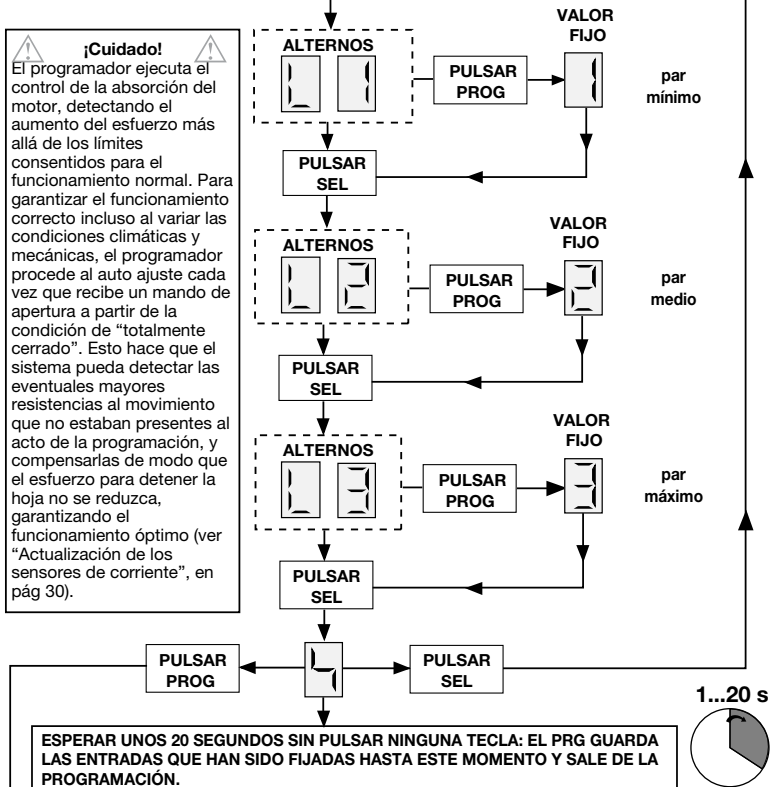 ¡Cuidado!
El programador ejecuta el
control de la absorción del
motor, detectando el
aumento del esfuerzo más
allá de los límites
consentidos para el
funcionamiento normal. Para
garantizar el funcionamiento
correcto incluso al variar las
condiciones climáticas y
mecánicas, el programador
procede al auto ajuste cada
vez que recibe un mando de
apertura a partir de la
condición de “totalmente
cerrado”. Esto hace que el
sistema pueda detectar las
eventuales mayores
resistencias al movimiento
que no estaban presentes al
acto de la programación, y
compensarlas de modo que
el esfuerzo para detener la
hoja no se reduzca,
garantizando el
funcionamiento óptimo (ver
“Actualización de los
sensores de corriente”, en
pág 30).
ALTERNOS
L 1
PULSAR
PROG
VALOR
FIJO
1
par
mínimo
PULSAR
SEL
ALTERNOS
L 2
PULSAR
PROG
VALOR
FIJO
2
par
medio
PULSAR
SEL
ALTERNOS
L 3
PULSAR
PROG
VALOR
FIJO
3
par
máximo
PULSAR
SEL
PULSAR
PROG
4
PULSAR
SEL
1...20 s
ESPERAR UNOS 20 SEGUNDOS SIN PULSAR NINGUNA TECLA: EL PRG GUARDA
LAS ENTRADAS QUE HAN SIDO FIJADAS HASTA ESTE MOMENTO Y SALE DE LA
PROGRAMACIÓN.